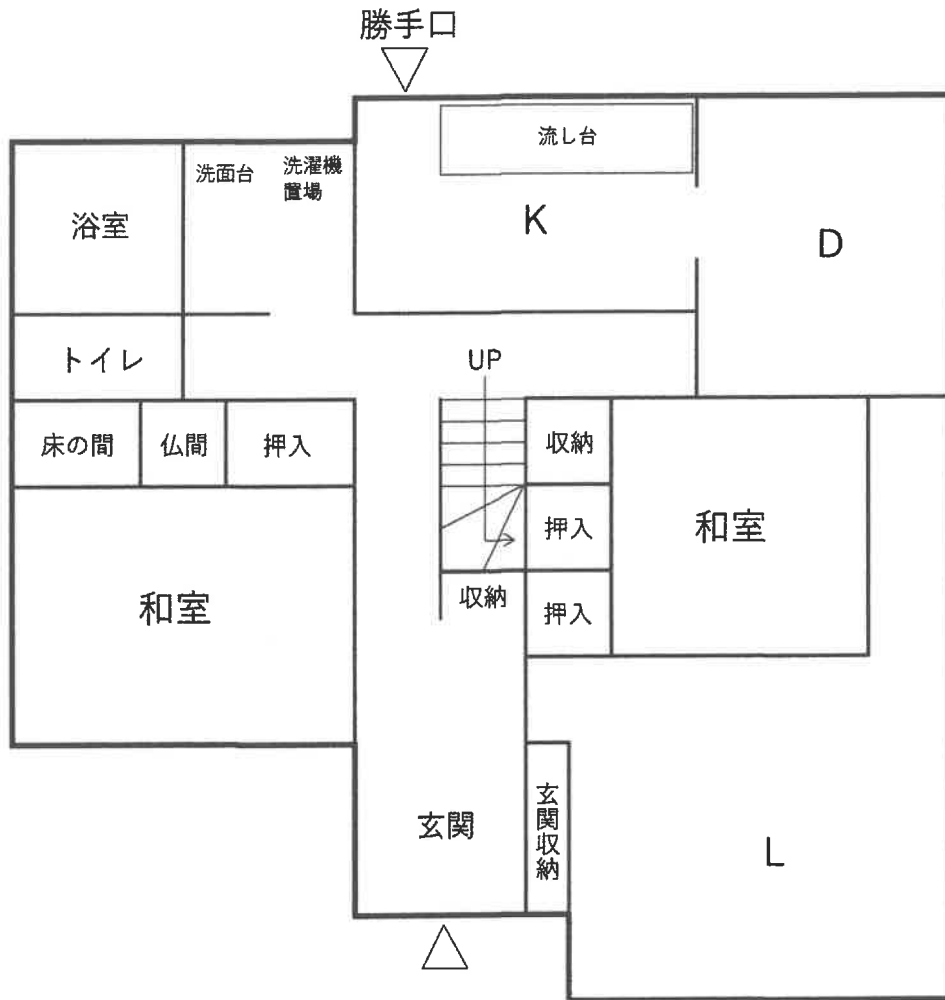 勝手口
流し台
洗面台
洗濯機
置場
浴室
K
D
トイレ
UP
床の間
仏間
押入
収納
押入
和室
和室
収納
押入
玄関
玄関収納
L